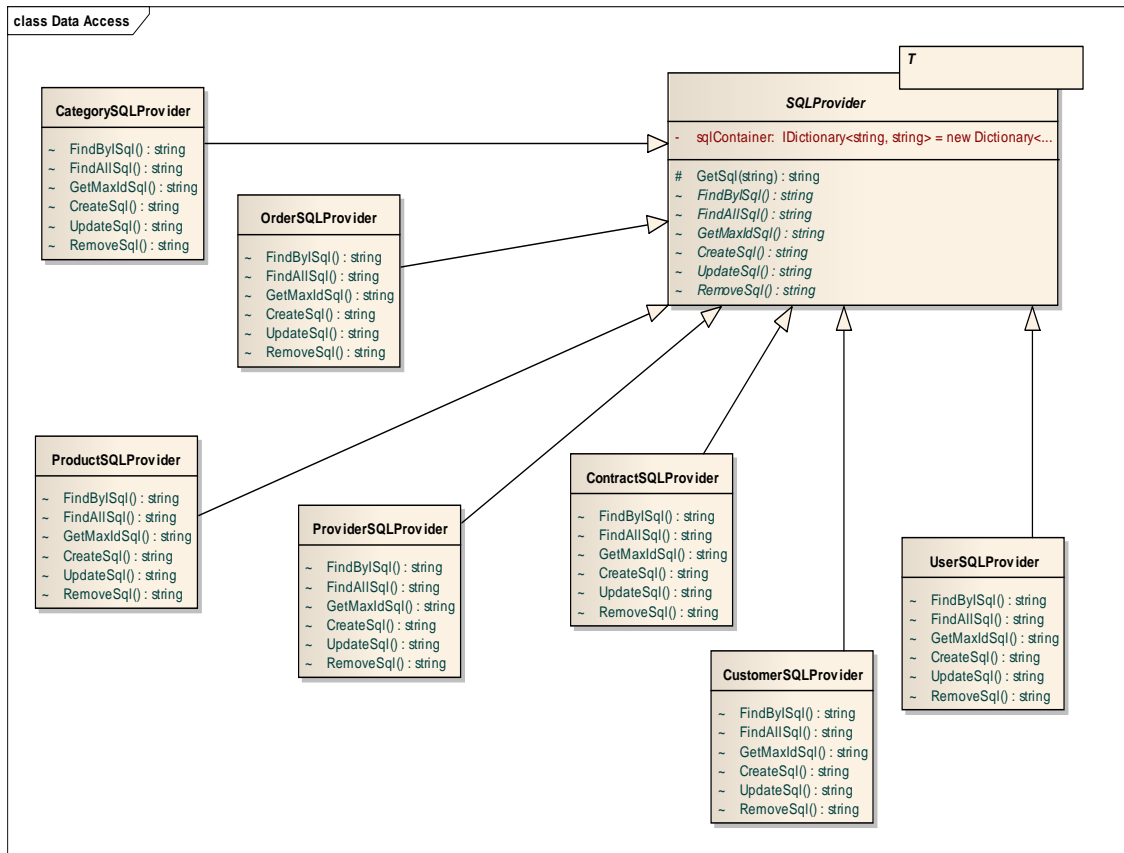 class Data Access
T
SQLProvider
- sqlContainer: IDictionary<string, string> = new Dictionary<...
# GetSql(string) : string
~ FindByISql() : string
~ FindAllSql() : string
~ GetMaxIdSql() : string
~ CreateSql() : string
~ UpdateSql() : string
~ RemoveSql() : string
CategorySQLProvider
~ FindByISql() : string
~ FindAllSql() : string
~ GetMaxIdSql() : string
~ CreateSql() : string
~ UpdateSql() : string
~ RemoveSql() : string
OrderSQLProvider
~ FindByISql() : string
~ FindAllSql() : string
~ GetMaxIdSql() : string
~ CreateSql() : string
~ UpdateSql() : string
~ RemoveSql() : string
ProductSQLProvider
~ FindByISql() : string
~ FindAllSql() : string
~ GetMaxIdSql() : string
~ CreateSql() : string
~ UpdateSql() : string
~ RemoveSql() : string
ProviderSQLProvider
~ FindByISql() : string
~ FindAllSql() : string
~ GetMaxIdSql() : string
~ CreateSql() : string
~ UpdateSql() : string
~ RemoveSql() : string
ContractSQLProvider
~ FindByISql() : string
~ FindAllSql() : string
~ GetMaxIdSql() : string
~ CreateSql() : string
~ UpdateSql() : string
~ RemoveSql() : string
CustomerSQLProvider
~ FindByISql() : string
~ FindAllSql() : string
~ GetMaxIdSql() : string
~ CreateSql() : string
~ UpdateSql() : string
~ RemoveSql() : string
UserSQLProvider
~ FindByISql() : string
~ FindAllSql() : string
~ GetMaxIdSql() : string
~ CreateSql() : string
~ UpdateSql() : string
~ RemoveSql() : string